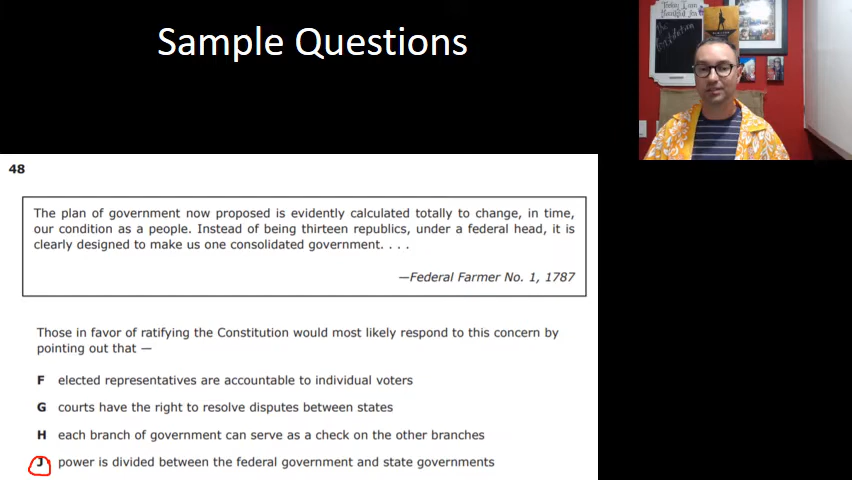 Sample Questions
48
The plan of government now proposed is evidently calculated totally to change, in time,
our condition as a people. Instead of being thirteen republics, under a federal head, it is
clearly designed to make us one consolidated government. . . .
—Federal Farmer No. 1, 1787
Those in favor of ratifying the Constitution would most likely respond to this concern by
pointing out that —
F elected representatives are accountable to individual voters
G courts have the right to resolve disputes between states
H each branch of government can serve as a check on the other branches
J power is divided between the federal government and state governments